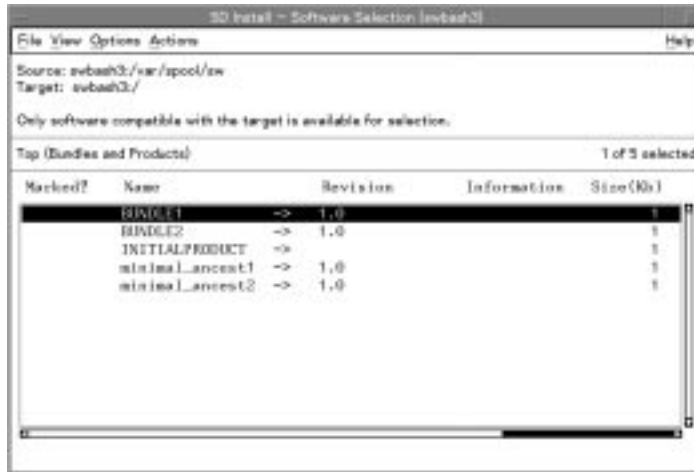 SD Install - Software Selection (swbash3)
File View Options Actions Help
Source: swbash3:/var/spool/sw
Target: swbash3:/
Only software compatible with the target is available for selection.
Top (Bundles and Products) 1 of 5 selected
Marked? Name Revision Information Size(Kb)
BUNDLE1 -> 1.0 1
BUNDLE2 -> 1.0 1
INITIALPRODUCT -> 1
minimal_ancest1 -> 1.0 1
minimal_ancest2 -> 1.0 1